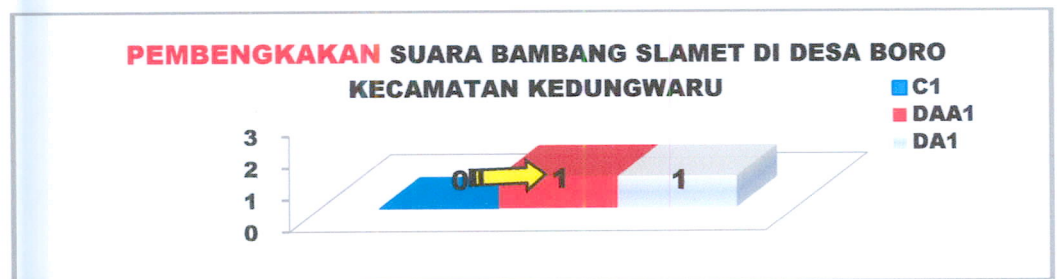 PEMBENGKAKAN SUARA BAMBANG SLAMET DI DESA BORO
KECAMATAN KEDUNGWARU
C1
DAA1
DA1
3
2
1
0
0
1
1